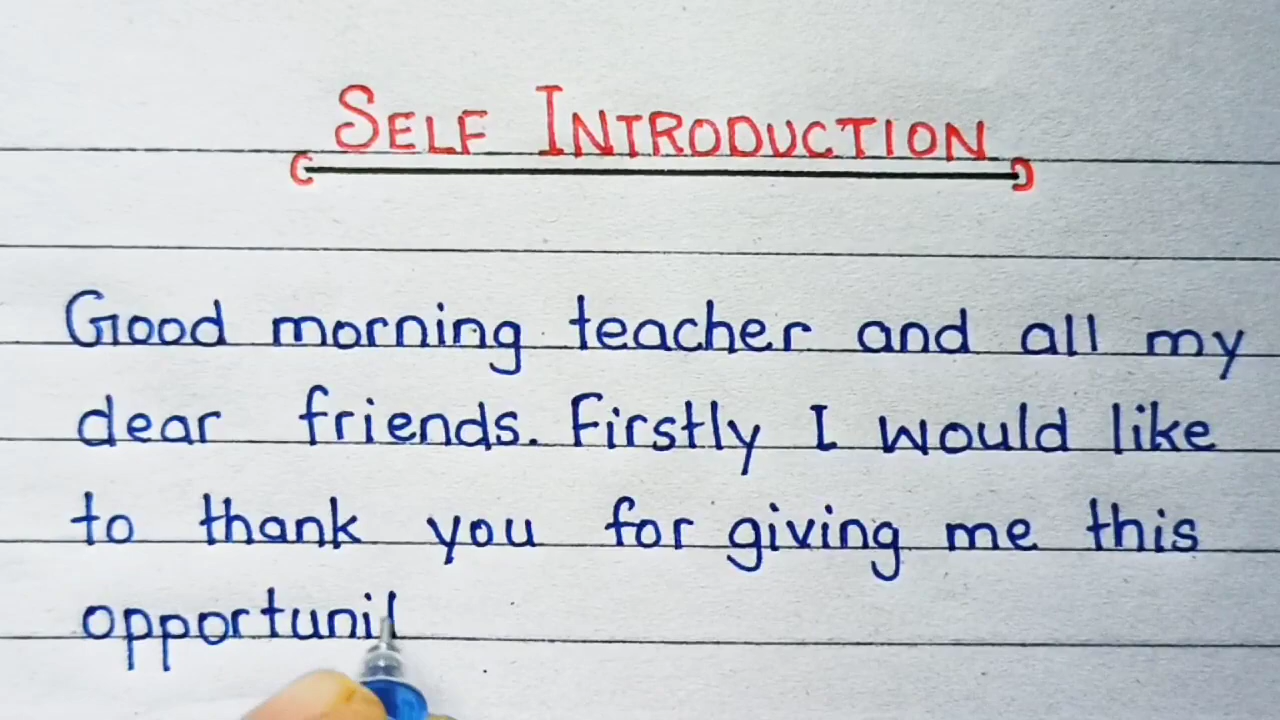 SELF INTRODUCTION
Good morning teacher and all my
dear friends. Firstly I would like
to thank you for giving me this
opportunil